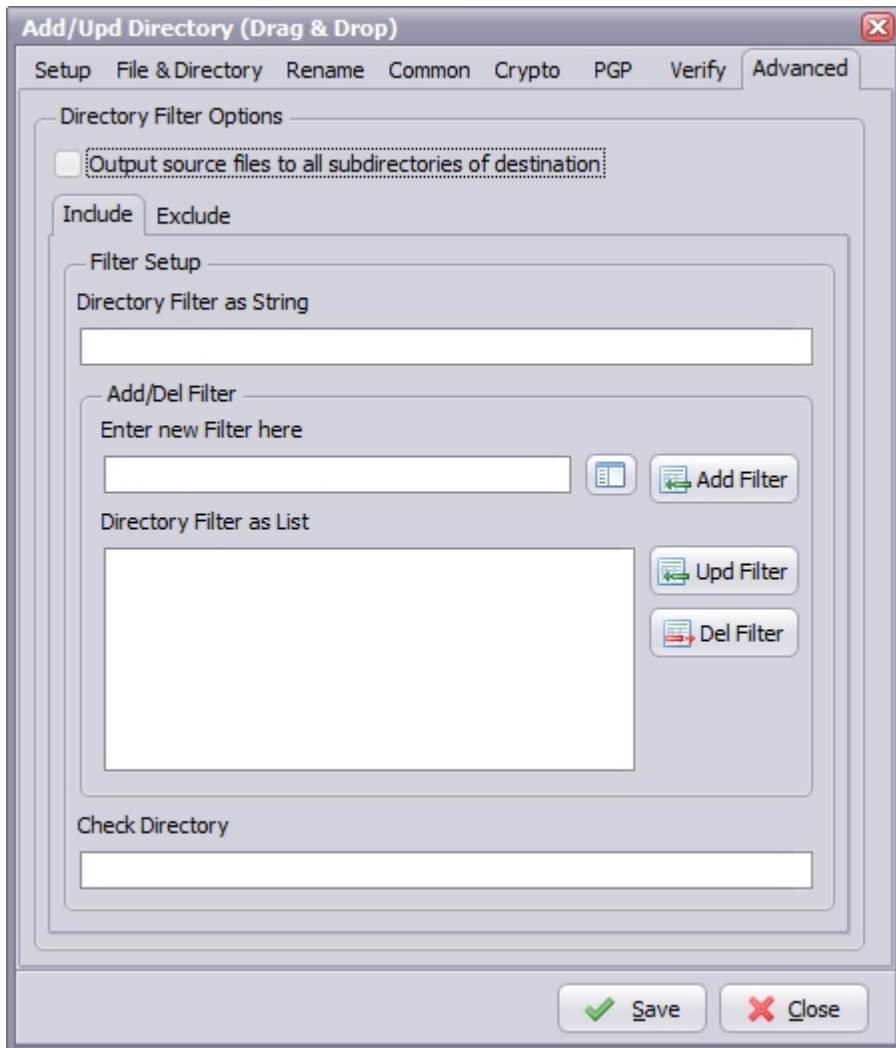 Add/Upd Directory (Drag & Drop)
Setup File & Directory Rename Common Crypto PGP Verify Advanced
Directory Filter Options
Output source files to all subdirectories of destination
Include Exclude
Filter Setup
Directory Filter as String
Add/Del Filter
Enter new Filter here
Add Filter
Directory Filter as List
Upd Filter
Del Filter
Check Directory
Save Close